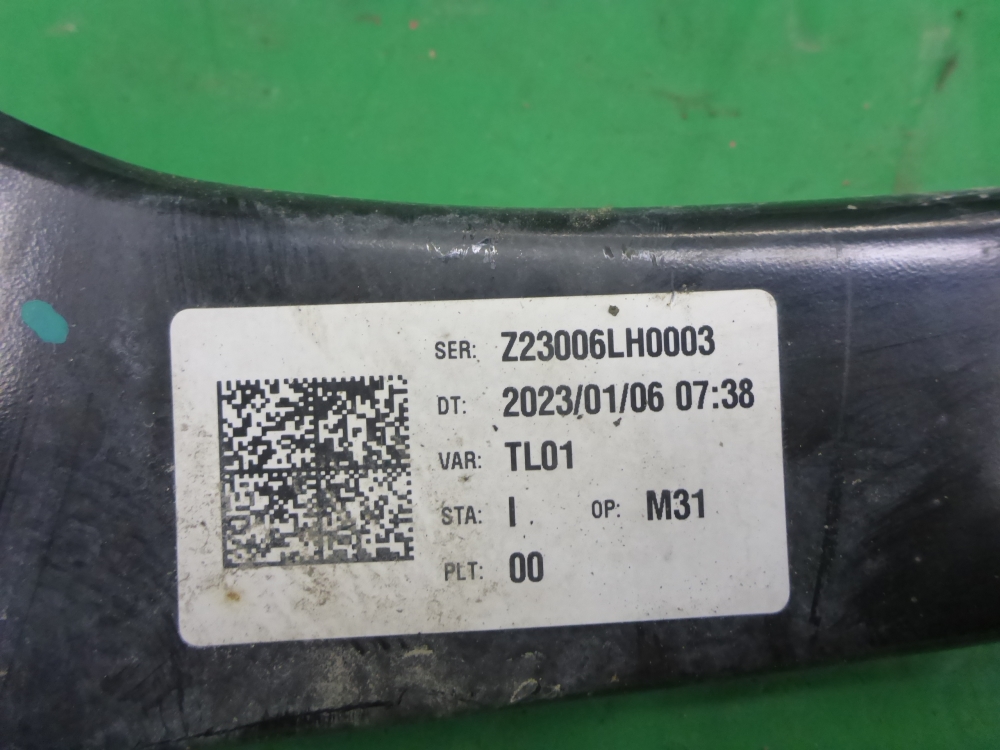 SER: Z23006LH0003
DT: 2023/01/06 07:38
VAR: TL01
STA: I OP: M31
PLT: 00